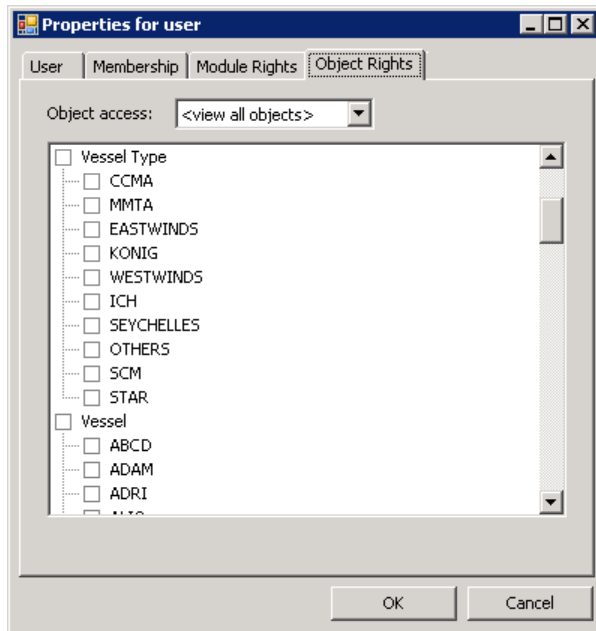 Properties for user
User Membership Module Rights Object Rights
Object access: <view all objects>
Vessel Type
CCMA
MMTA
EASTWINDS
KONIG
WESTWINDS
ICH
SEYCHELLES
OTHERS
SCM
STAR
Vessel
ABCD
ADAM
ADRI
OK Cancel